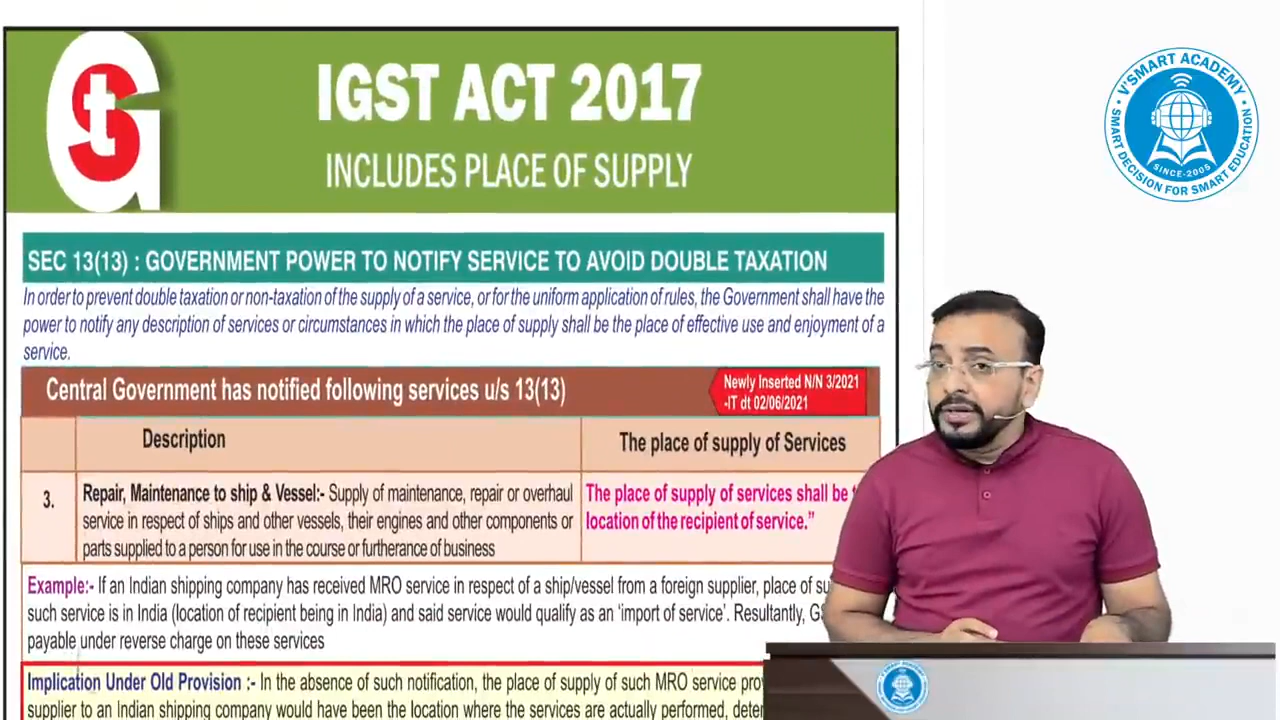 GSt
IGST ACT 2017
INCLUDES PLACE OF SUPPLY
V'SMART ACADEMY
SMART DECISION FOR SMART EDUCATION
SINCE-2005
SEC 13(13) : GOVERNMENT POWER TO NOTIFY SERVICE TO AVOID DOUBLE TAXATION
In order to prevent double taxation or non-taxation of the supply of a service, or for the uniform application of rules, the Government shall have the
power to notify any description of services or circumstances in which the place of supply shall be the place of effective use and enjoyment of a
service.
Central Government has notified following services u/s 13(13)
Newly Inserted N/N 3/2021
-IT dt 02/06/2021
Description
The place of supply of Services
3.
Repair, Maintenance to ship & Vessel:- Supply of maintenance, repair or overhaul
service in respect of ships and other vessels, their engines and other components or
parts supplied to a person for use in the course or furtherance of business
The place of supply of services shall be
location of the recipient of service.”
Example:- If an Indian shipping company has received MRO service in respect of a ship/vessel from a foreign supplier, place of
such service is in India (location of recipient being in India) and said service would qualify as an ‘import of service’. Resultantly,
payable under reverse charge on these services
Implication Under Old Provision :- In the absence of such notification, the place of supply of such MRO service
supplier to an Indian shipping company would have been the location where the services are actually performed,
V'SMART ACADEMY